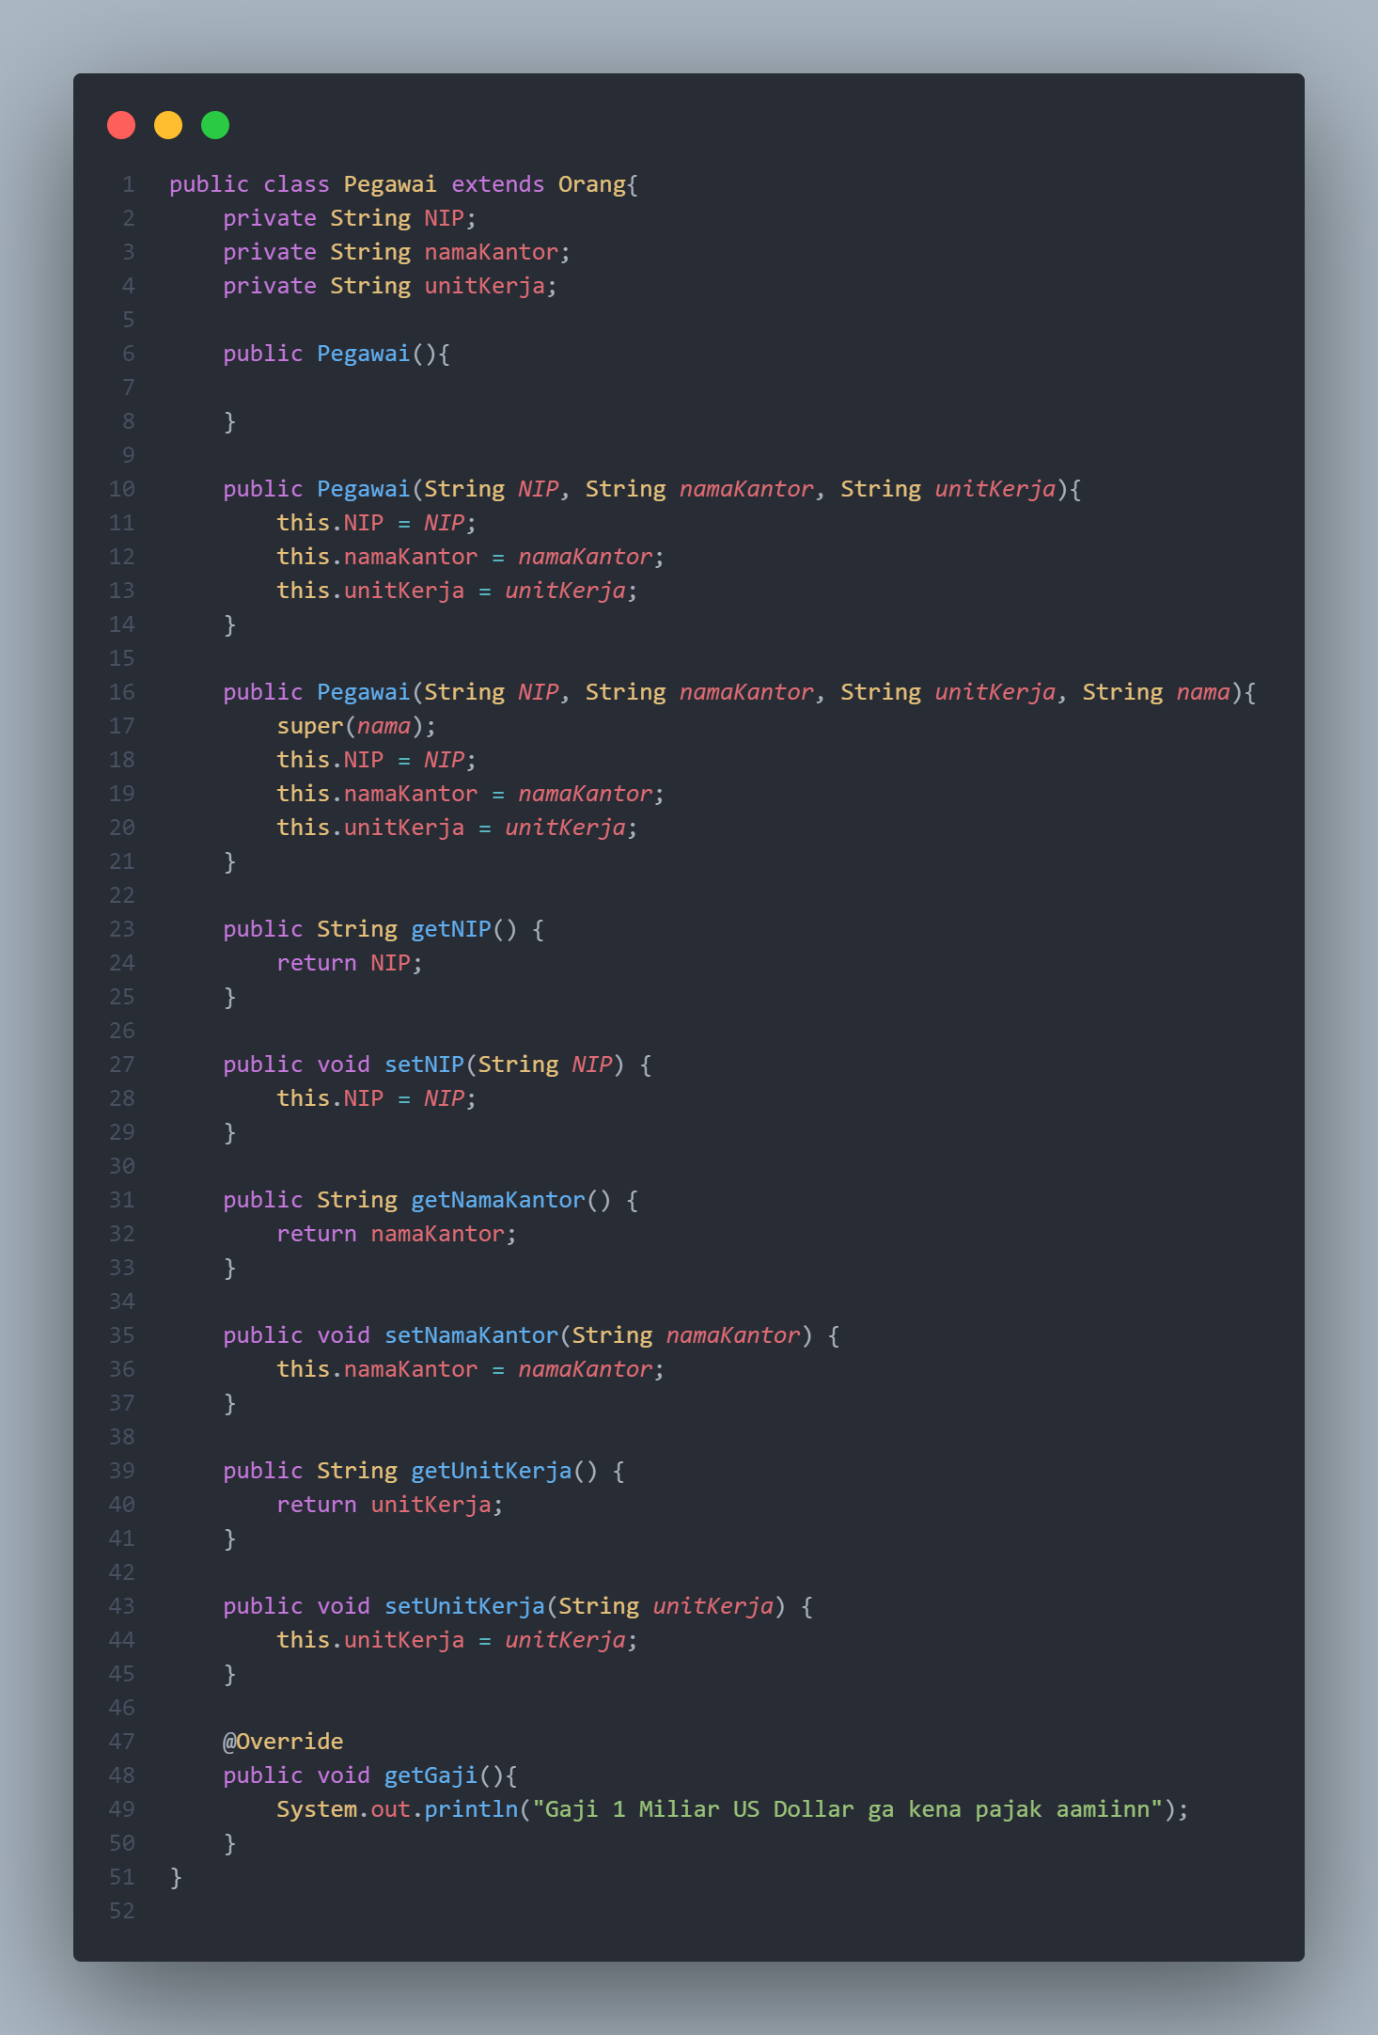 1 public class Pegawai extends Orang{
2     private String NIP;
3     private String namaKantor;
4     private String unitKerja;
5
6     public Pegawai(){
7
8     }
9
10     public Pegawai(String NIP, String namaKantor, String unitKerja){
11         this.NIP = NIP;
12         this.namaKantor = namaKantor;
13         this.unitKerja = unitKerja;
14     }
15
16     public Pegawai(String NIP, String namaKantor, String unitKerja, String nama){
17         super(nama);
18         this.NIP = NIP;
19         this.namaKantor = namaKantor;
20         this.unitKerja = unitKerja;
21     }
22
23     public String getNIP() {
24         return NIP;
25     }
26
27     public void setNIP(String NIP) {
28         this.NIP = NIP;
29     }
30
31     public String getNamaKantor() {
32         return namaKantor;
33     }
34
35     public void setNamaKantor(String namaKantor) {
36         this.namaKantor = namaKantor;
37     }
38
39     public String getUnitKerja() {
40         return unitKerja;
41     }
42
43     public void setUnitKerja(String unitKerja) {
44         this.unitKerja = unitKerja;
45     }
46
47     @Override
48     public void getGaji(){
49         System.out.println("Gaji 1 Miliar US Dollar ga kena pajak aamiinn");
50     }
51 }
52